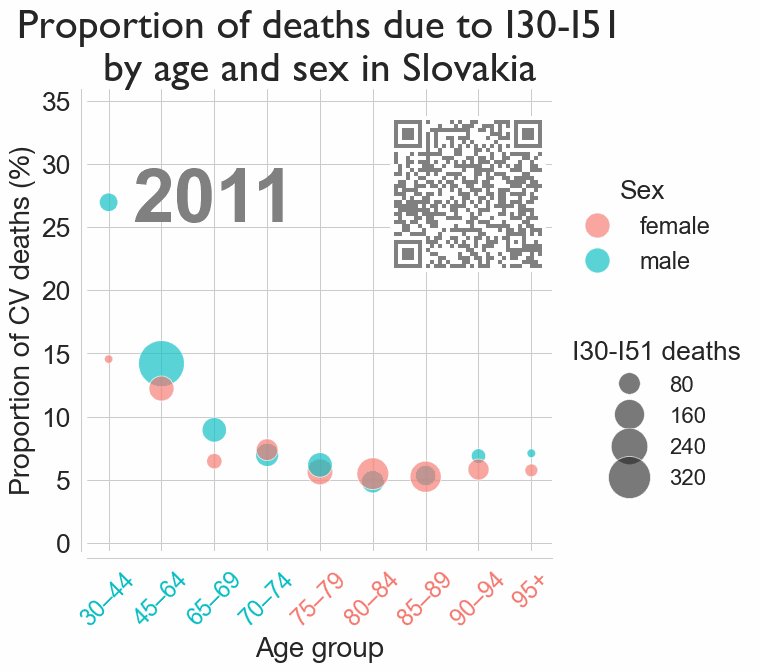 Proportion of deaths due to I30-I51
by age and sex in Slovakia
35
30
25
20
15
10
5
0
Proportion of CV deaths (%)
2011
Sex
female
male
I30-I51 deaths
80
160
240
320
30–44
45–64
65–69
70–74
75–79
80–84
85–89
90–94
95+
Age group